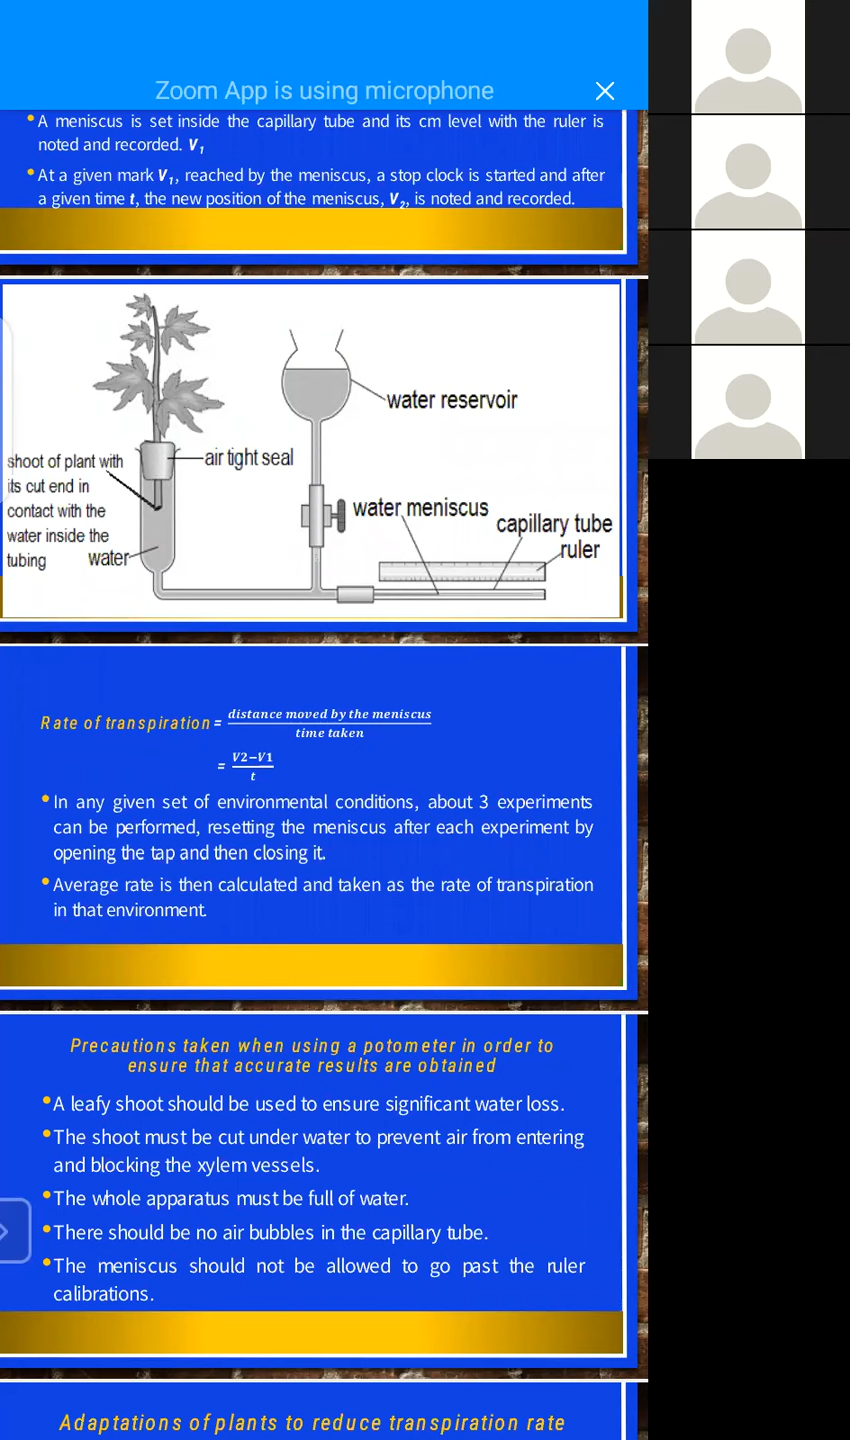 Zoom App is using microphone
•A meniscus is set inside the capillary tube and its cm level with the ruler is
noted and recorded. V1
•At a given mark V1, reached by the meniscus, a stop clock is started and after
a given time t, the new position of the meniscus, V2, is noted and recorded.
water reservoir
shoot of plant with
its cut end in
contact with the
water inside the
tubing
air tight seal
water
water meniscus
capillary tube
ruler
Rate of transpiration = distance moved by the meniscus
time taken
= V2−V1
t
•In any given set of environmental conditions, about 3 experiments
can be performed, resetting the meniscus after each experiment by
opening the tap and then closing it.
•Average rate is then calculated and taken as the rate of transpiration
in that environment.
Precautions taken when using a potometer in order to
ensure that accurate results are obtained
•A leafy shoot should be used to ensure significant water loss.
•The shoot must be cut under water to prevent air from entering
and blocking the xylem vessels.
•The whole apparatus must be full of water.
•There should be no air bubbles in the capillary tube.
•The meniscus should not be allowed to go past the ruler
calibrations.
Adaptations of plants to reduce transpiration rate